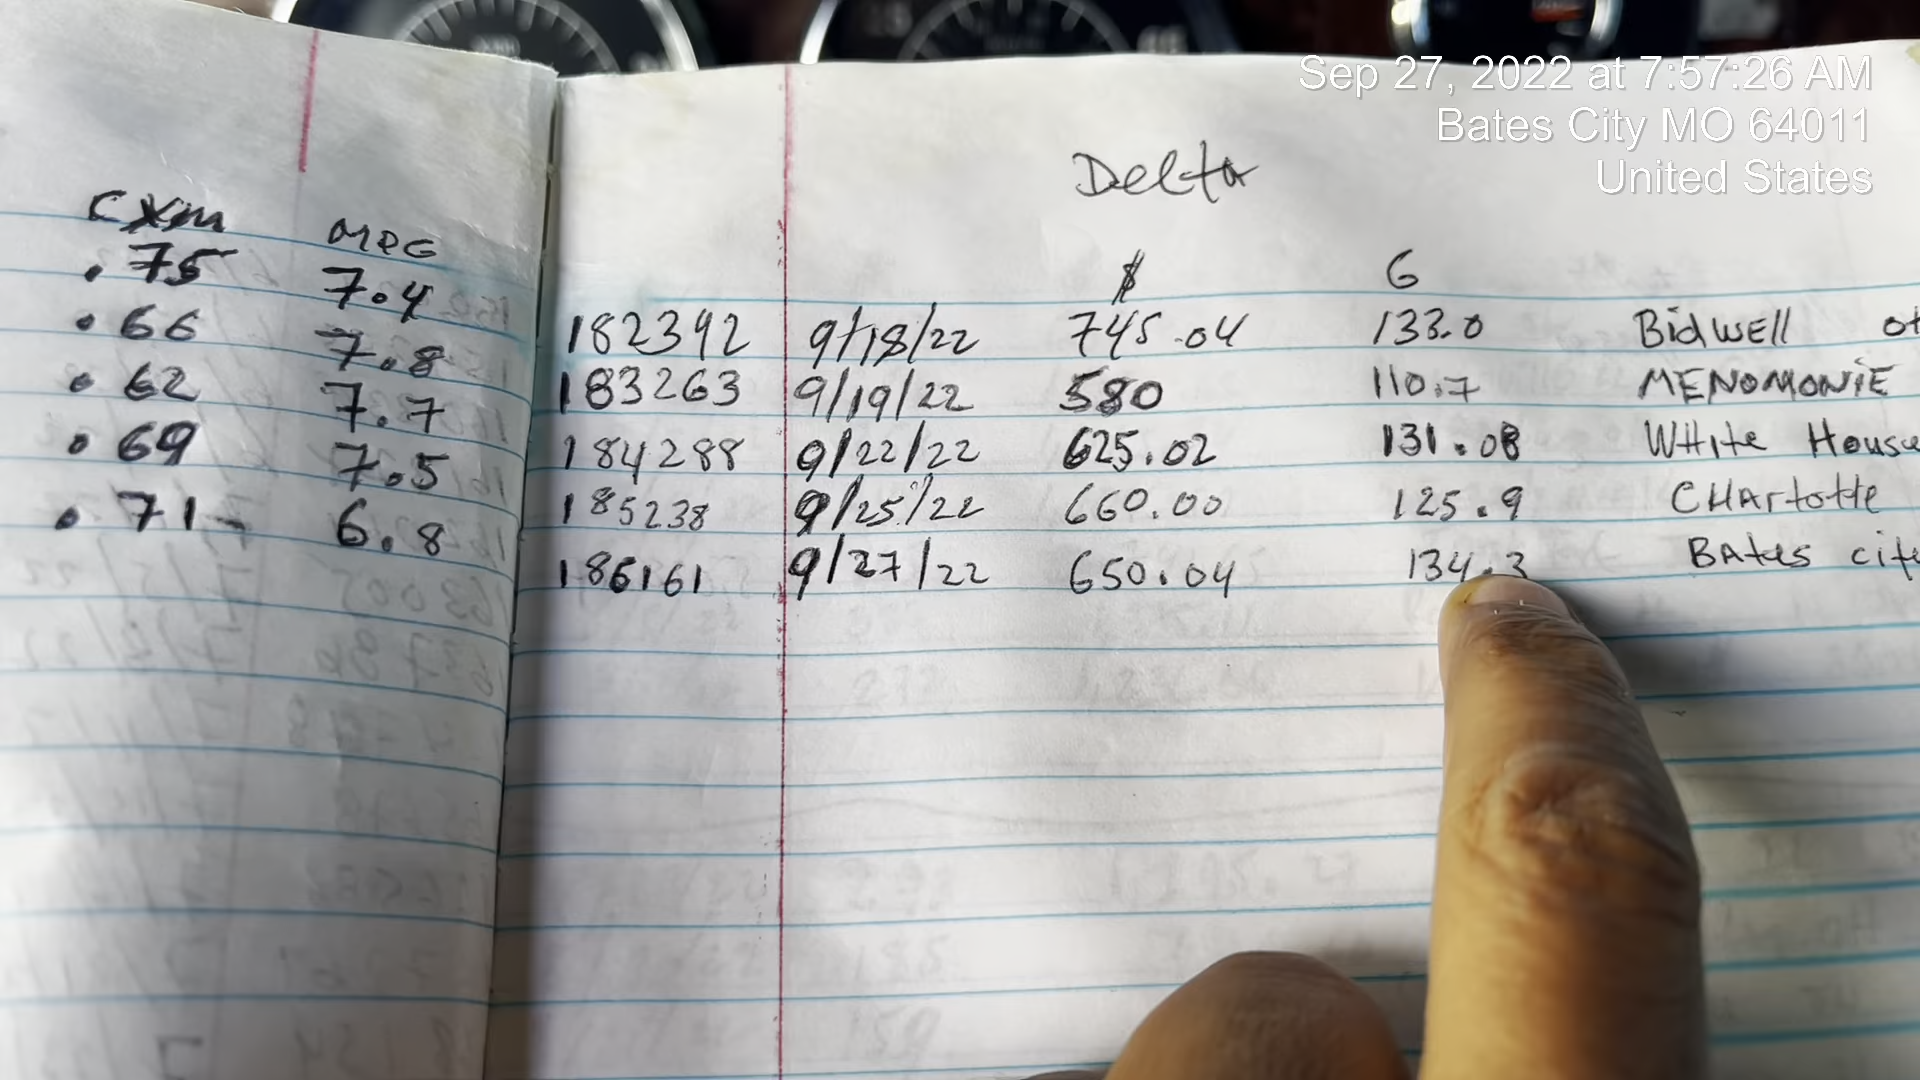 Sep 27, 2022 at 7:57:26 AM
Bates City MO 64011
United States
Delta
CXM MPG
.75 7.4
.66 7.8
.62 7.7
.69 7.5
.71 6.8
$ G
182392 9/18/22 745.04 133.0 Bidwell
183263 9/19/22 580 110.7 MENOMONIE
184288 9/22/22 625.02 131.08 WHite House
185238 9/25/22 660.00 125.9 CHArlotte
186161 9/27/22 650.04 134.3 BAtes city